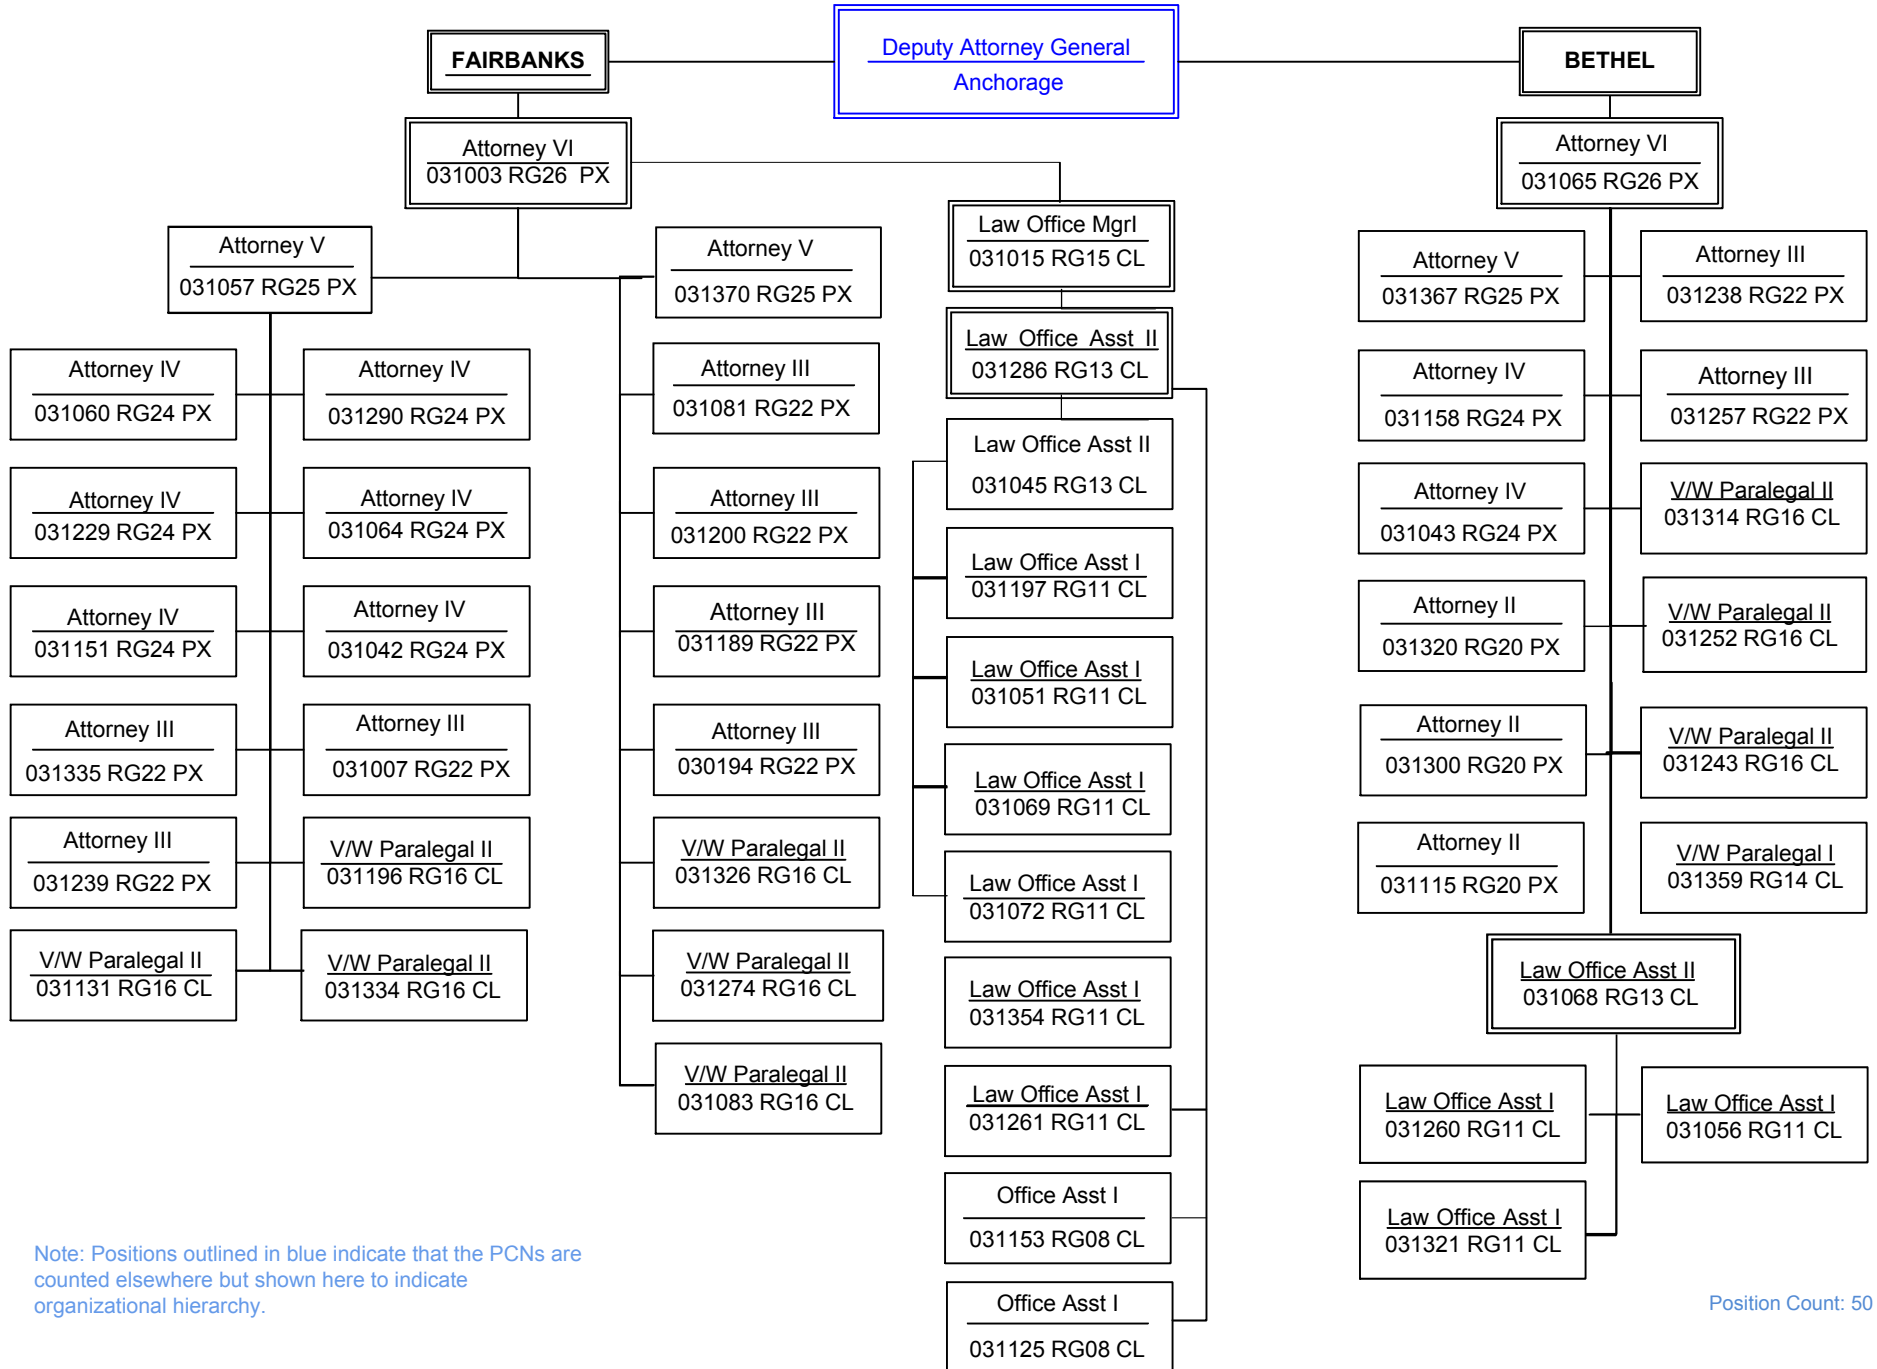 Deputy Attorney General
Anchorage
FAIRBANKS
BETHEL
Attorney VI
031003 RG26 PX
Attorney V
031057 RG25 PX
Attorney IV
031060 RG24 PX
Attorney IV
031290 RG24 PX
Attorney IV
031229 RG24 PX
Attorney IV
031064 RG24 PX
Attorney IV
031151 RG24 PX
Attorney IV
031042 RG24 PX
Attorney III
031335 RG22 PX
Attorney III
031007 RG22 PX
Attorney III
031239 RG22 PX
V/W Paralegal II
031196 RG16 CL
V/W Paralegal II
031131 RG16 CL
V/W Paralegal II
031334 RG16 CL
Attorney V
031370 RG25 PX
Attorney III
031081 RG22 PX
Attorney III
031200 RG22 PX
Attorney III
031189 RG22 PX
Attorney III
030194 RG22 PX
V/W Paralegal II
031326 RG16 CL
V/W Paralegal II
031274 RG16 CL
V/W Paralegal II
031083 RG16 CL
Law Office MgrI
031015 RG15 CL
Law Office Asst II
031286 RG13 CL
Law Office Asst II
031045 RG13 CL
Law Office Asst I
031197 RG11 CL
Law Office Asst I
031051 RG11 CL
Law Office Asst I
031069 RG11 CL
Law Office Asst I
031072 RG11 CL
Law Office Asst I
031354 RG11 CL
Law Office Asst I
031261 RG11 CL
Office Asst I
031153 RG08 CL
Office Asst I
031125 RG08 CL
Attorney VI
031065 RG26 PX
Attorney V
031367 RG25 PX
Attorney III
031238 RG22 PX
Attorney IV
031158 RG24 PX
Attorney III
031257 RG22 PX
Attorney IV
031043 RG24 PX
V/W Paralegal II
031314 RG16 CL
Attorney II
031320 RG20 PX
V/W Paralegal II
031252 RG16 CL
Attorney II
031300 RG20 PX
V/W Paralegal II
031243 RG16 CL
Attorney II
031115 RG20 PX
V/W Paralegal I
031359 RG14 CL
Law Office Asst II
031068 RG13 CL
Law Office Asst I
031260 RG11 CL
Law Office Asst I
031056 RG11 CL
Law Office Asst I
031321 RG11 CL
Note: Positions outlined in blue indicate that the PCNs are
counted elsewhere but shown here to indicate
organizational hierarchy.
Position Count: 50